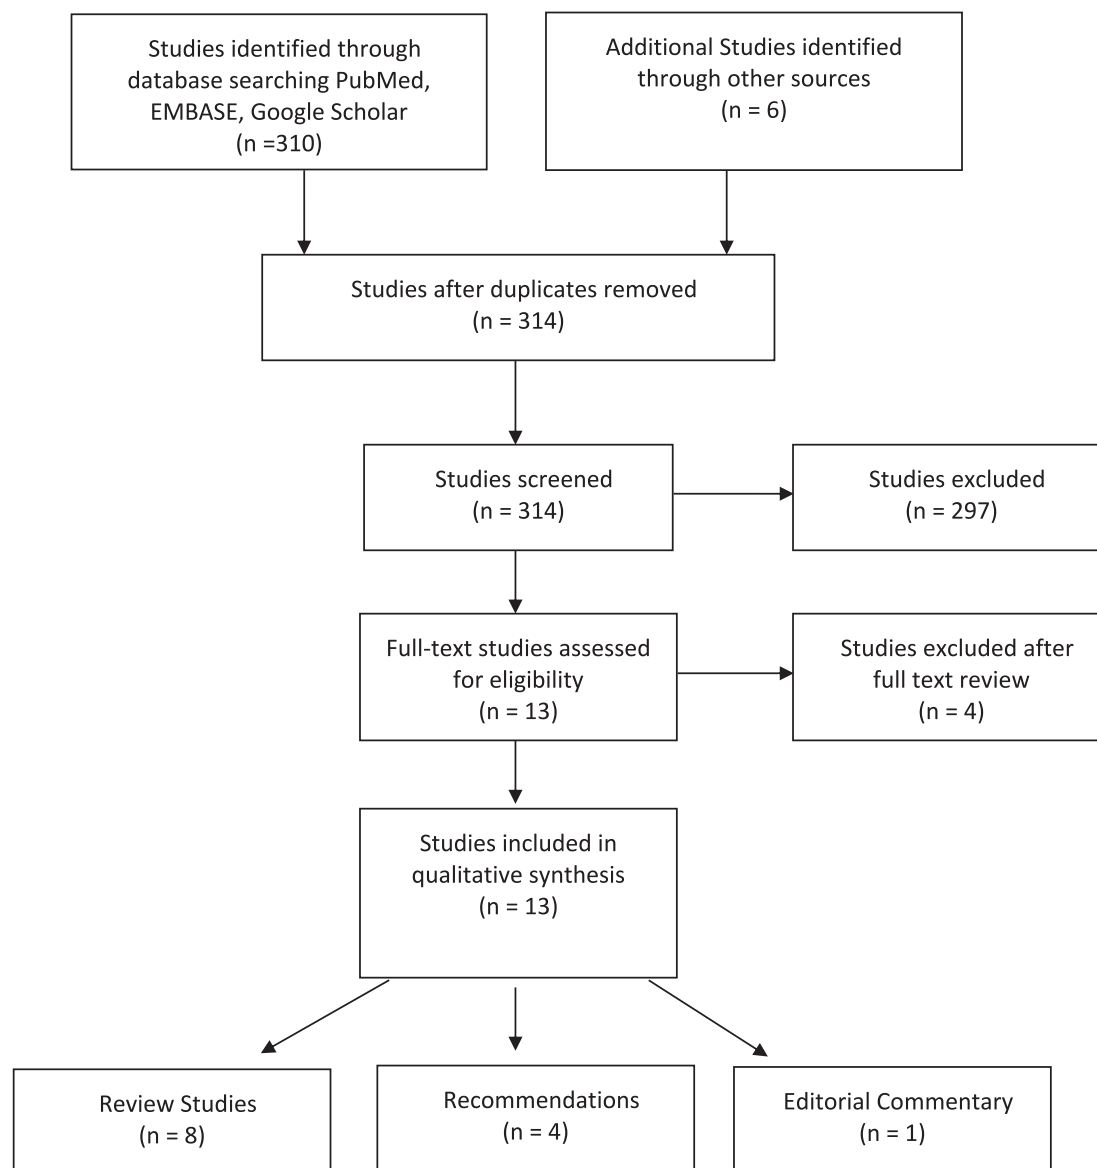 Studies identified through
database searching PubMed,
EMBASE, Google Scholar
(n =310)
Additional Studies identified
through other sources
(n = 6)
Studies after duplicates removed
(n = 314)
Studies screened
(n = 314)
Studies excluded
(n = 297)
Full-text studies assessed
for eligibility
(n = 13)
Studies excluded after
full text review
(n = 4)
Studies included in
qualitative synthesis
(n = 13)
Review Studies
(n = 8)
Recommendations
(n = 4)
Editorial Commentary
(n = 1)